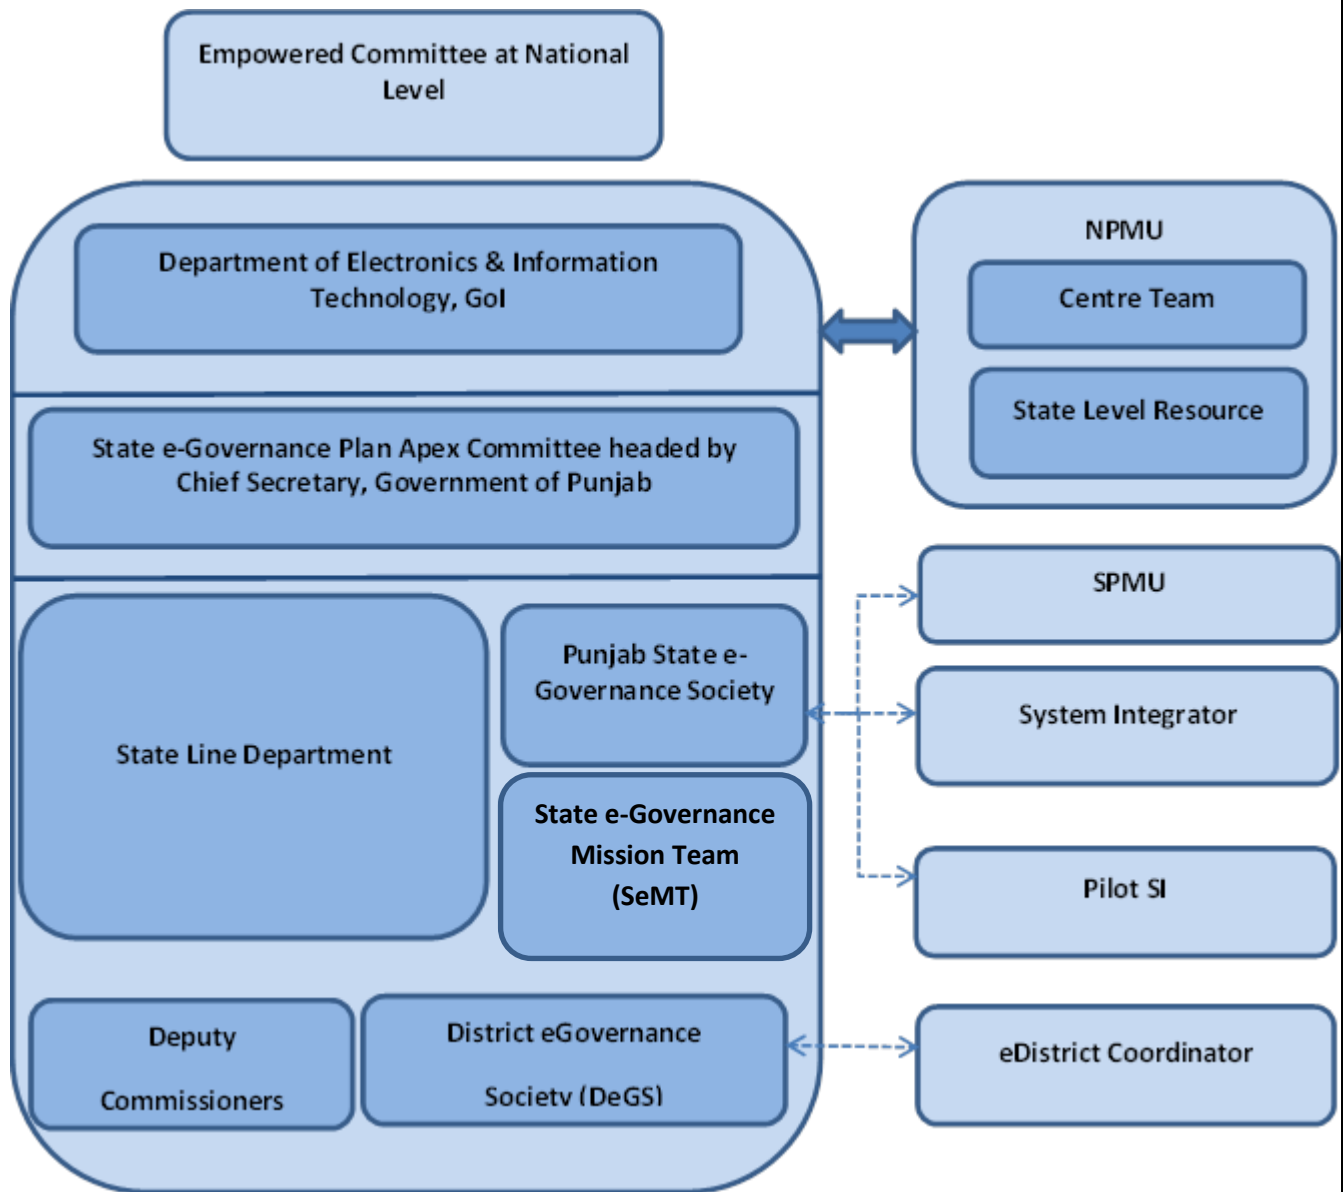 Empowered Committee at National
Level
Department of Electronics & Information
Technology, GoI
NPMU
Centre Team
State Level Resource
State e-Governance Plan Apex Committee headed by
Chief Secretary, Government of Punjab
State Line Department
Punjab State e-
Governance Society
State e-Governance
Mission Team
(SeMT)
SPMU
System Integrator
Pilot SI
Deputy
Commissioners
District eGovernance
Society (DeGS)
eDistrict Coordinator